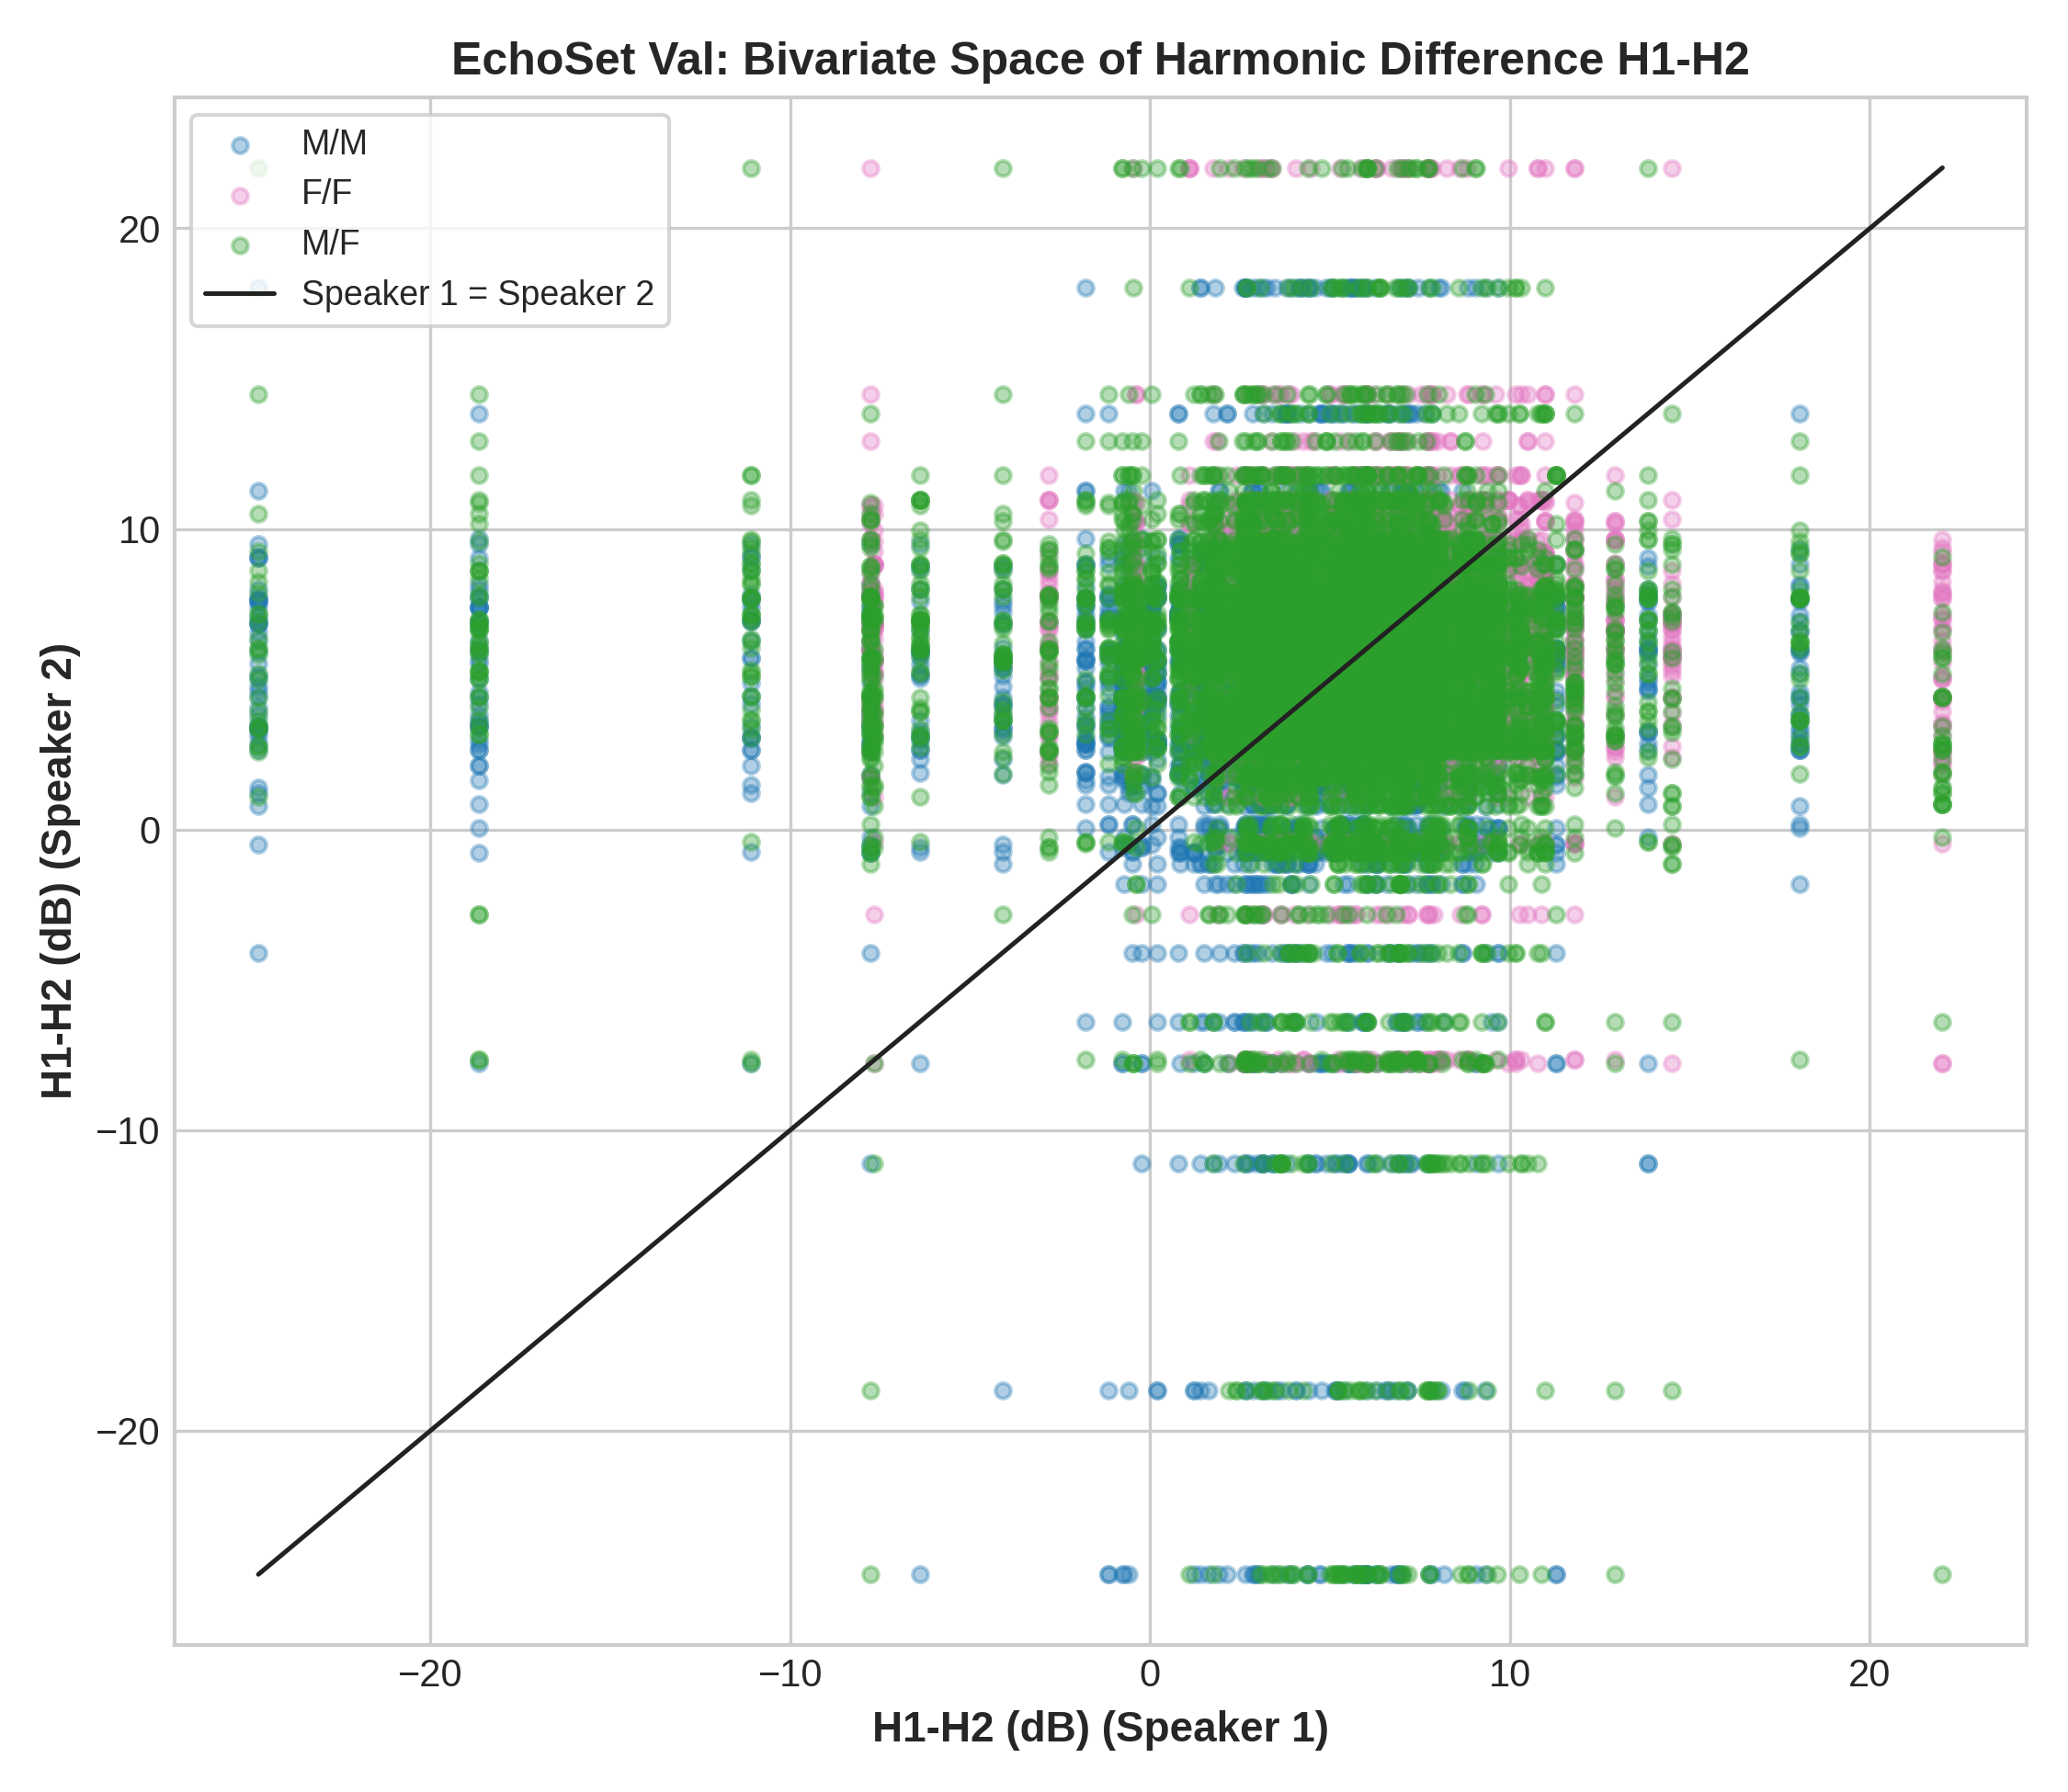 EchoSet Val: Bivariate Space of Harmonic Difference H1-H2
M/M
F/F
M/F
Speaker 1 = Speaker 2
20
10
0
−10
−20
H1-H2 (dB) (Speaker 2)
−20
−10
0
10
20
H1-H2 (dB) (Speaker 1)